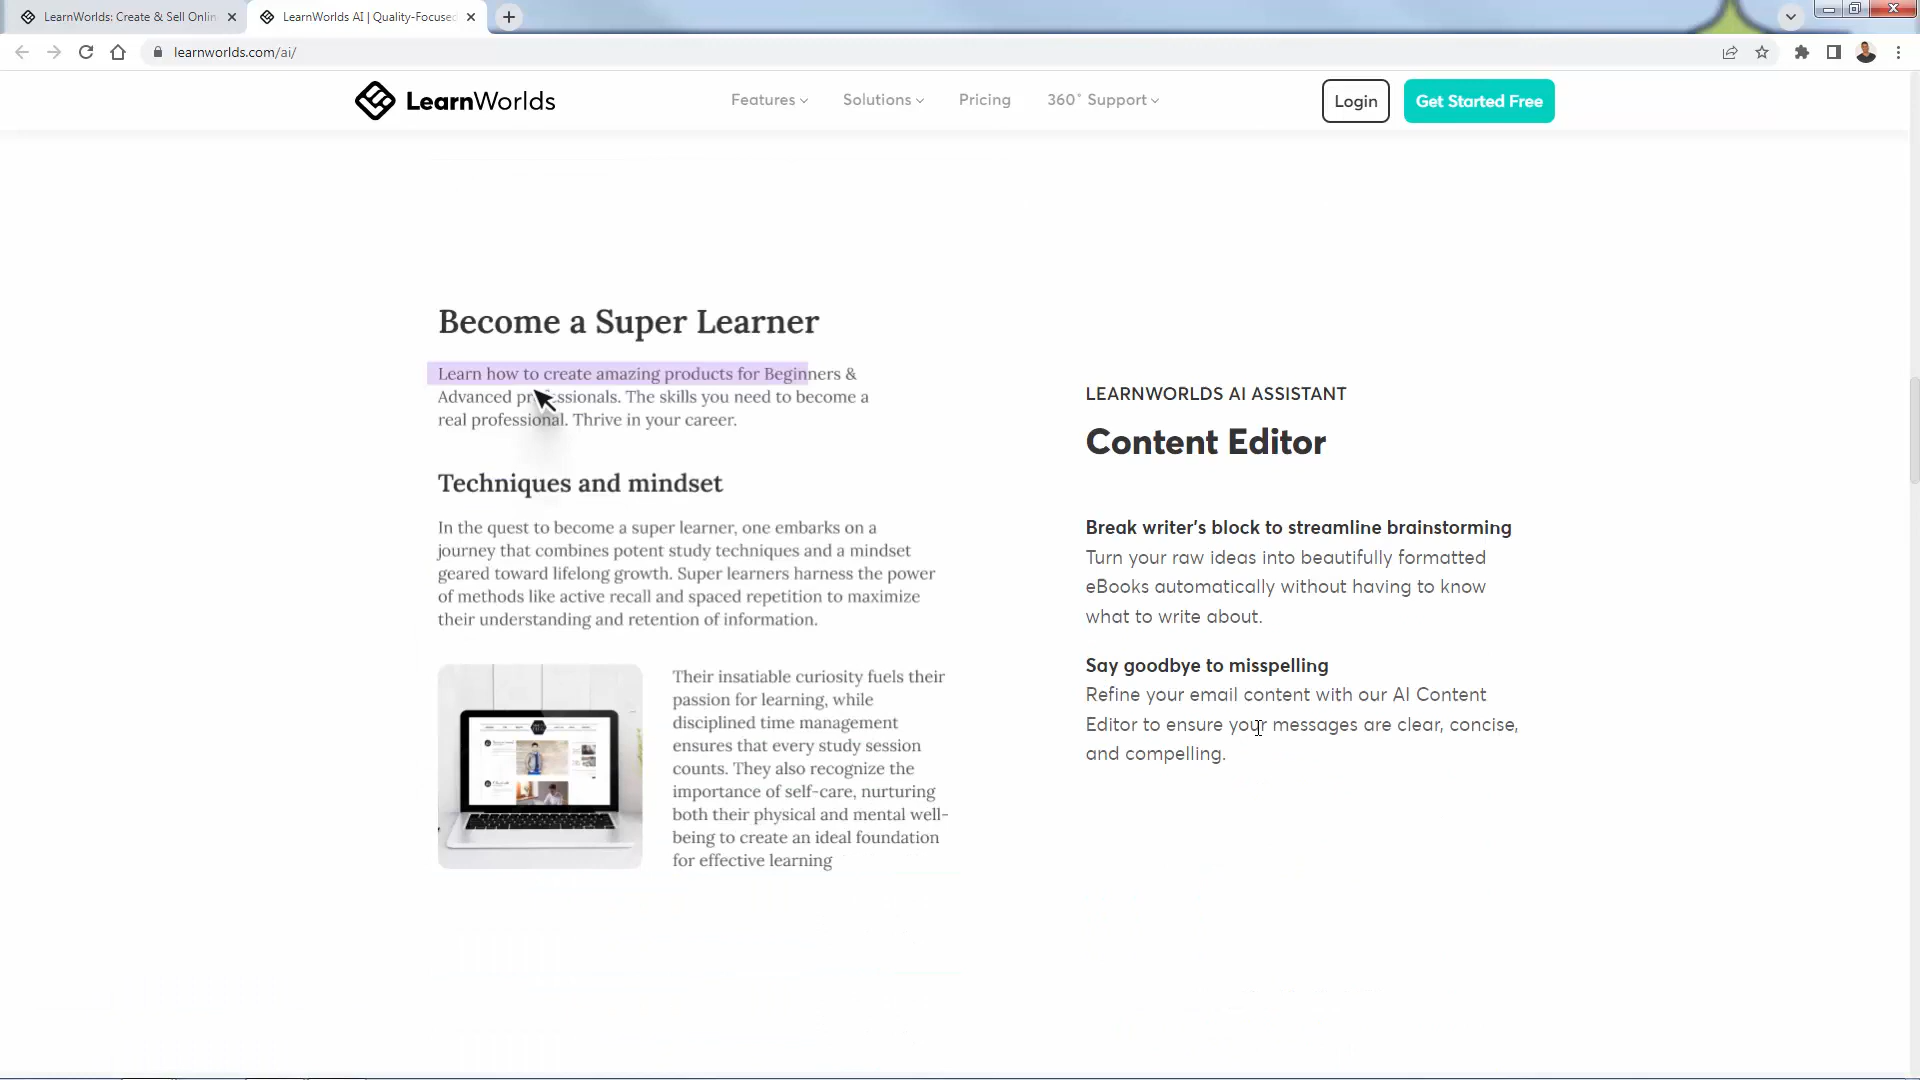 LearnWorlds: Create & Sell Onlin
LearnWorlds AI | Quality-Focused
learnworlds.com/ai/
LearnWorlds
Features
Solutions
Pricing
360° Support
Login
Get Started Free
Become a Super Learner
Learn how to create amazing products for Beginners &
Advanced professionals. The skills you need to become a
real professional. Thrive in your career.
Techniques and mindset
In the quest to become a super learner, one embarks on a
journey that combines potent study techniques and a mindset
geared toward lifelong growth. Super learners harness the power
of methods like active recall and spaced repetition to maximize
their understanding and retention of information.
Their insatiable curiosity fuels their
passion for learning, while
disciplined time management
ensures that every study session
counts. They also recognize the
importance of self-care, nurturing
both their physical and mental well-
being to create an ideal foundation
for effective learning
LEARNWORLDS AI ASSISTANT
Content Editor
Break writer's block to streamline brainstorming
Turn your raw ideas into beautifully formatted
eBooks automatically without having to know
what to write about.
Say goodbye to misspelling
Refine your email content with our AI Content
Editor to ensure your messages are clear, concise,
and compelling.